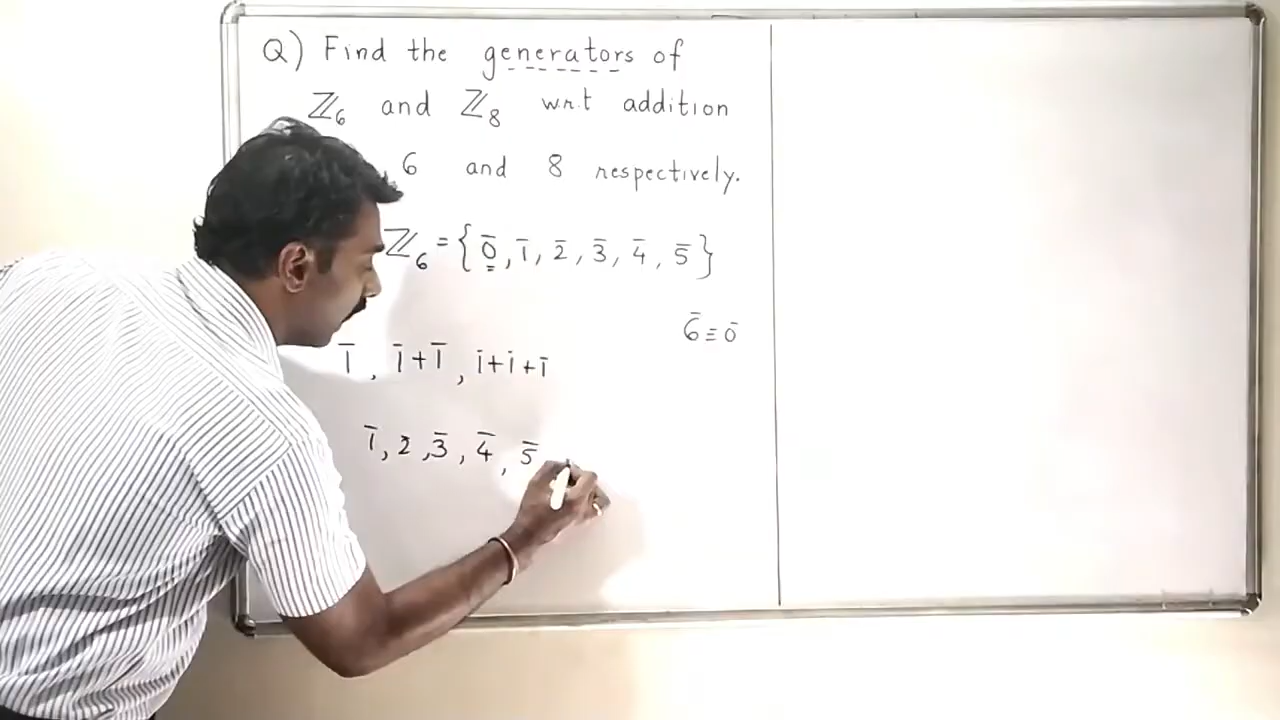 Q) Find the generators of
ℤ₆ and ℤ₈ w.r.t addition
6 and 8 respectively.
ℤ₆ = {0̄, 1̄, 2̄, 3̄, 4̄, 5̄}
6̄ ≡ 0̄
1̄, 1̄+1̄, 1̄+1̄+1̄
1̄, 2̄, 3̄, 4̄, 5̄